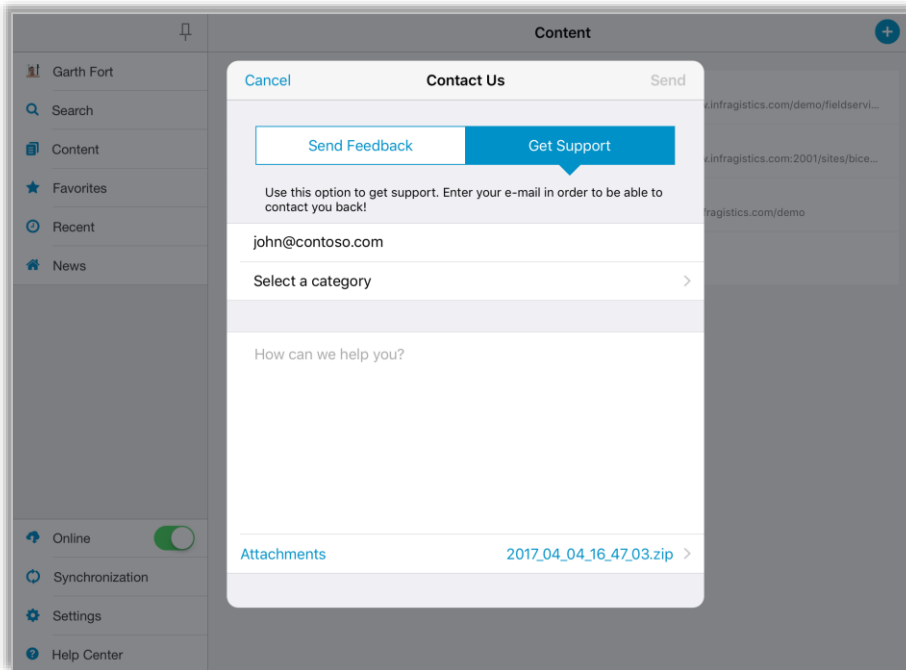 Content
Garth Fort
Search
Content
Favorites
Recent
News
Online
Synchronization
Settings
Help Center
Cancel
Contact Us
Send
Send Feedback
Get Support
Use this option to get support. Enter your e-mail in order to be able to
contact you back!
john@contoso.com
Select a category
How can we help you?
Attachments
2017_04_04_16_47_03.zip
.infragistics.com/demo/fieldservi...
.infragistics.com:2001/sites/bice...
fragistics.com/demo